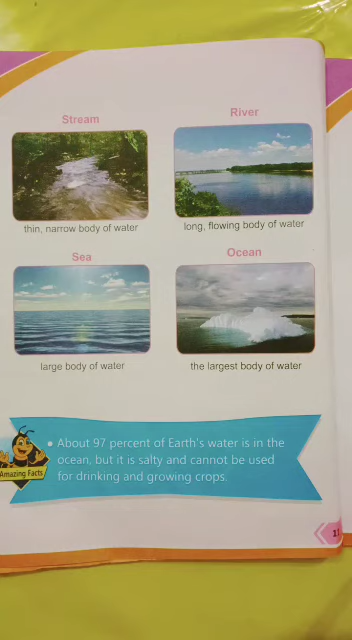 Stream
River
thin, narrow body of water
long, flowing body of water
Sea
Ocean
large body of water
the largest body of water
Amazing Facts
• About 97 percent of Earth's water is in the
ocean, but it is salty and cannot be used
for drinking and growing crops.